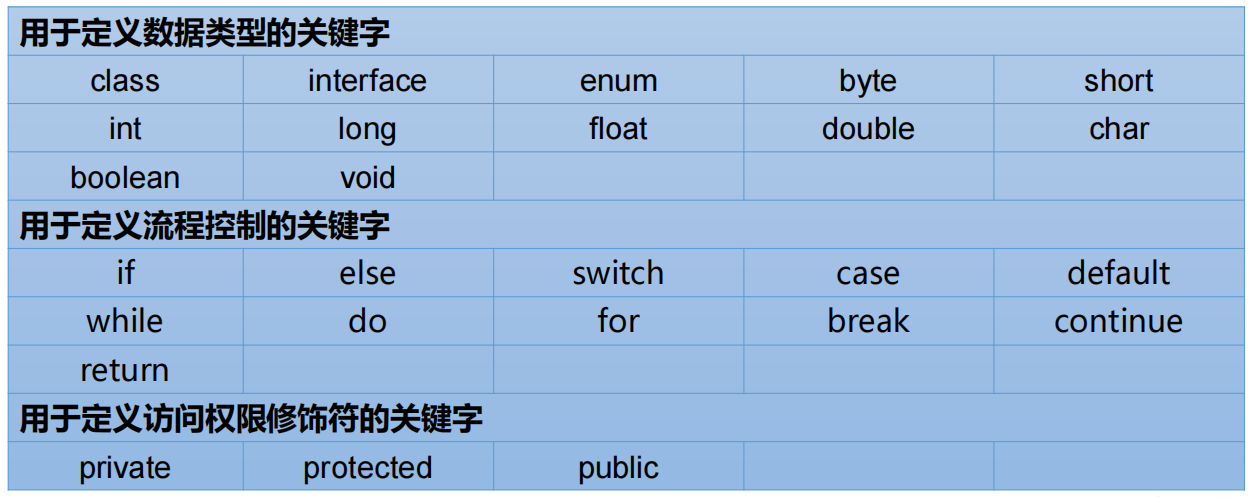 用于定义数据类型的关键字
class interface enum byte short
int long float double char
boolean void
用于定义流程控制的关键字
if else switch case default
while do for break continue
return
用于定义访问权限修饰符的关键字
private protected public